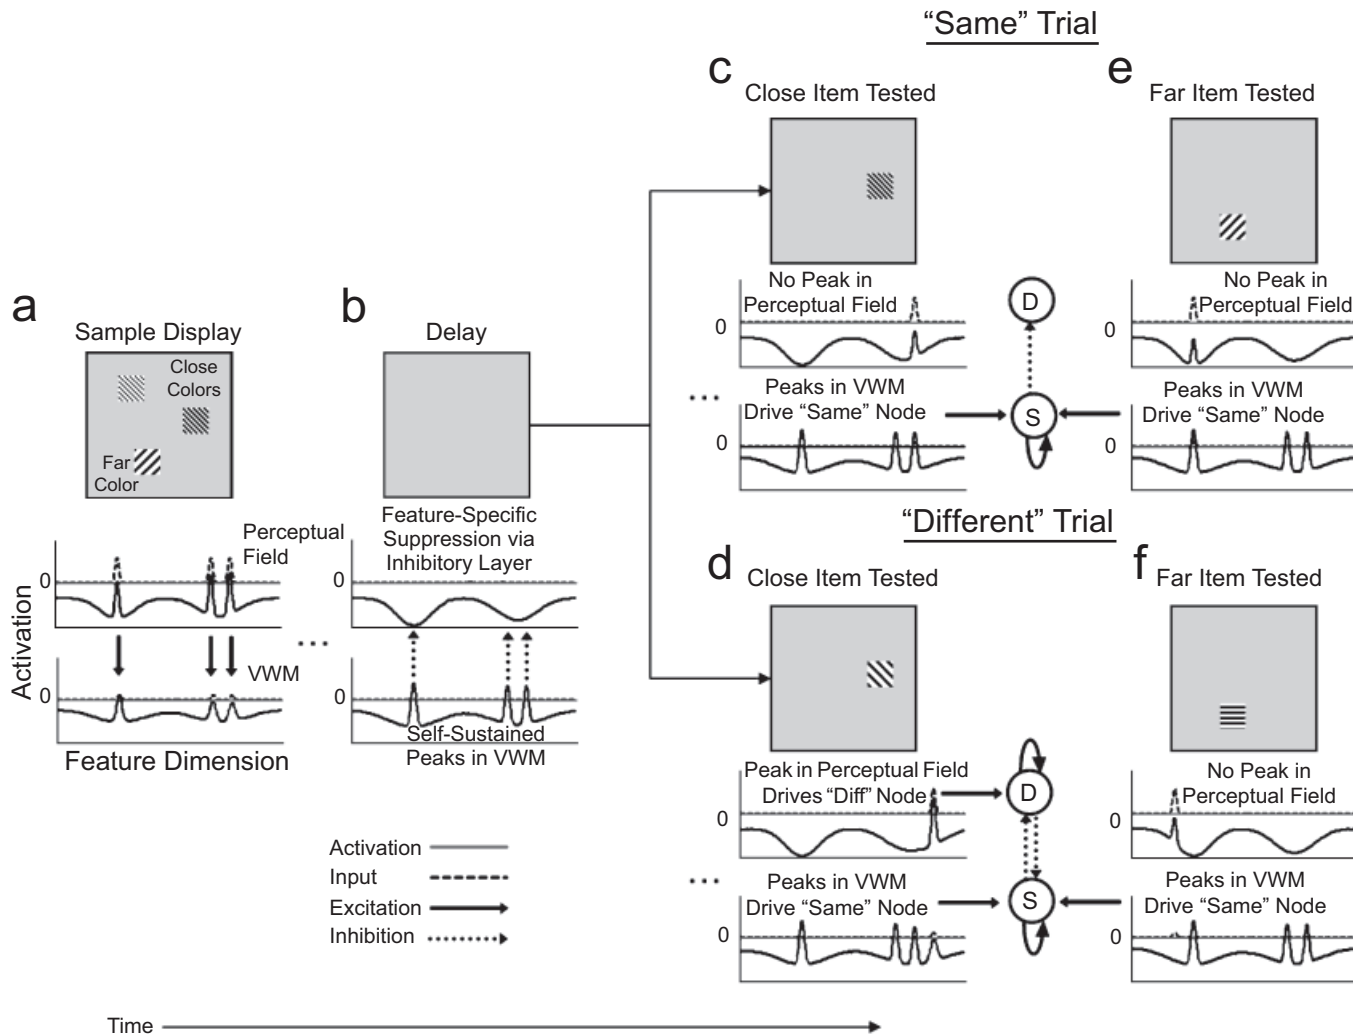 "Same" Trial
c
Close Item Tested
e
Far Item Tested
No Peak in
Perceptual Field
0
D
No Peak in
Perceptual Field
0
a
Sample Display
Close
Colors
Far
Color
b
Delay
...
Peaks in VWM
Drive "Same" Node
0
S
Peaks in VWM
Drive "Same" Node
0
Perceptual
Field
0
Feature-Specific
Suppression via
Inhibitory Layer
0
Activation
...
VWM
0
0
Self-Sustained
Peaks in VWM
Feature Dimension
"Different" Trial
d
Close Item Tested
f
Far Item Tested
Peak in Perceptual Field
Drives "Diff" Node
0
D
No Peak in
Perceptual Field
0
...
Peaks in VWM
Drive "Same" Node
0
S
Peaks in VWM
Drive "Same" Node
0
Activation
Input
Excitation
Inhibition
Time